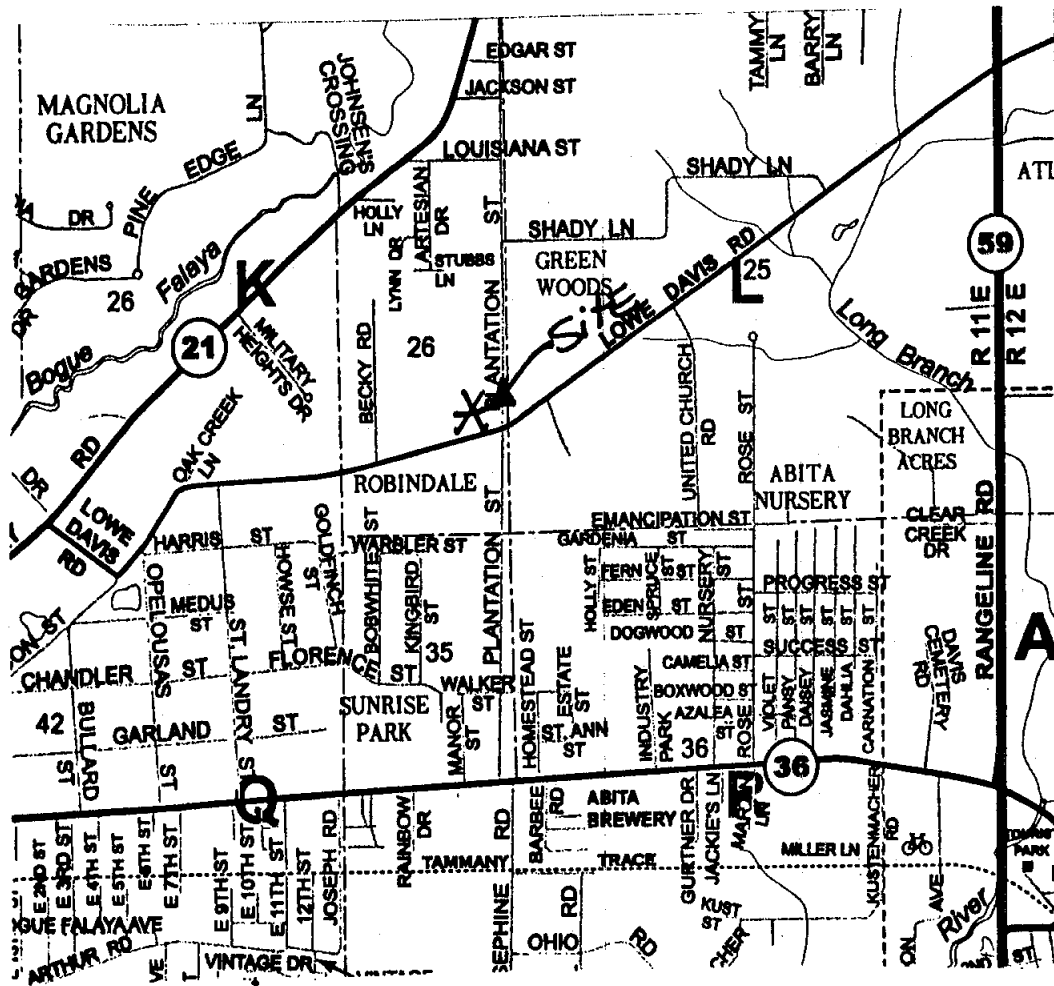 EDGAR ST
JACKSON ST
TAMMY LN
BARRY LN
MAGNOLIA
GARDENS
LN
JOHNSEN'S
CROSSING
PINE EDGE
LOUISIANA ST
SHADY LN
DR
HOLLY
LN
ARTESIAN DR
LYNN DR
STUBBS
LN
SHADY LN
GREEN
WOODS
LOWE DAVIS RD
L
25
59
GARDENS
DR
26
Bogue Falaya
K
21
MILITARY
HEIGHTS DR
BECKY RD
26
PLANTATION ST
SitE
X
R 11 E
R 12 E
Long Branch
LONG
BRANCH
ACRES
OAK CREEK
LN
UNITED CHURCH
RD
ROSE ST
ABITA
NURSERY
RD
DR
LOWE
DAVIS
RD
ROBINDALE
EMANCIPATION ST
GARDENIA ST
CLEAR
CREEK
DR
RANGELINE RD
HARRIS ST
HOWSE ST
GOLDFINCH
ST
WARBLER ST
BOBWHITE ST
KINGBIRD
ST
PLANTATION ST
HOLLY ST
FERN ST
SPRUCE
ST
EDEN ST
NURSERY ST
DOGWOOD ST
PROGRESS ST
SUCCESS ST
MEDUS
ST
OPELOUSAS ST
ST. LANDRY ST
FLORENCE ST
35
CHANDLER ST
WALKER
ST
HOMESTEAD ST
ESTATE
ST
CAMELIA ST
BOXWOOD ST
AZALEA
ST
INDUSTRY
PARK
ROSE ST
VIOLET ST
PANSY ST
DAISEY ST
JASMINE ST
DAHLIA ST
CARNATION ST
DAVIS
CEMETERY
RD
A
42
BULLARD ST
GARLAND ST
SUNRISE
PARK
MANOR
ST
ST. ANN
ST
36
36
Q
E 2ND ST
E 3RD ST
E 4TH ST
E 5TH ST
E 6TH ST
E 7TH ST
E 9TH ST
E 10TH ST
E 11TH ST
12TH ST
JOSEPH RD
RAINBOW
DR
BARBEE
RD
ABITA
BREWERY
GURTNER DR
JACKIE'S LN
LN
MILLER LN
KUSTENMACHER
RD
PARK
TAMMANY TRACE
ARTHUR RD
VINTAGE DR
RD
OHIO RD
RD
KUST
ST
AVE
River
ST